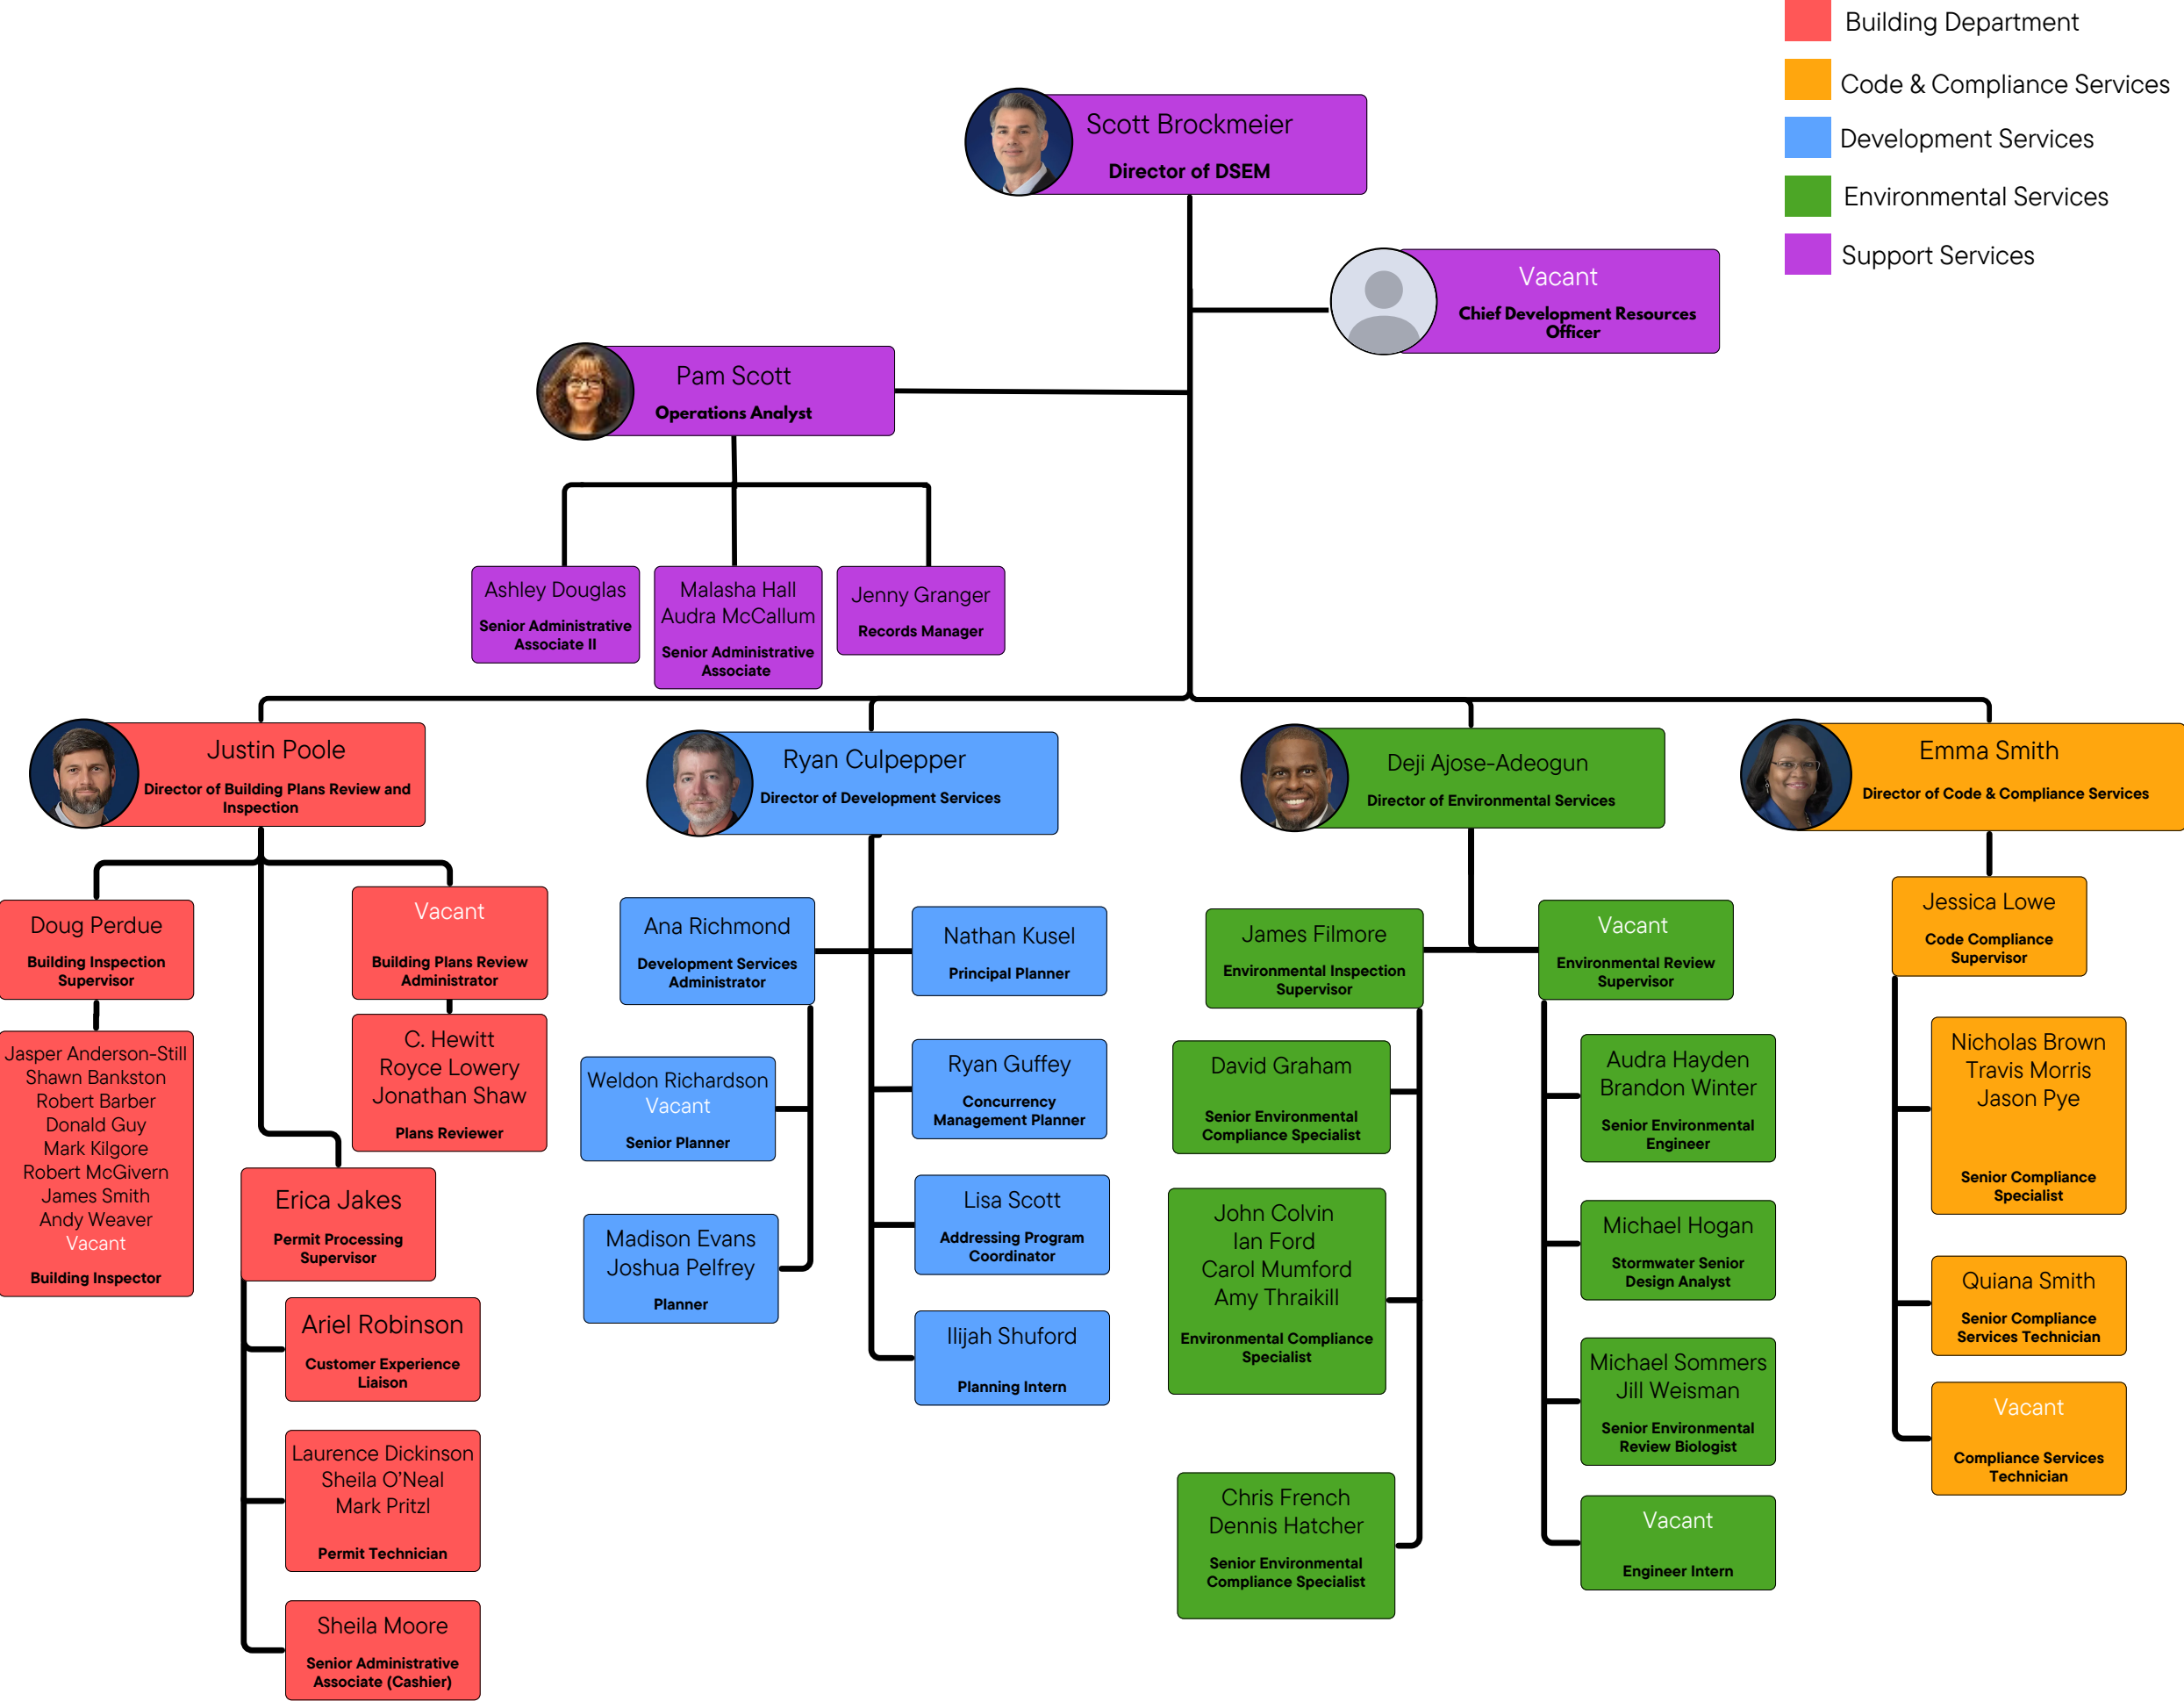 Building Department
Code & Compliance Services
Development Services
Environmental Services
Support Services
Scott Brockmeier
Director of DSEM
Vacant
Chief Development Resources
Officer
Pam Scott
Operations Analyst
Ashley Douglas
Senior Administrative
Associate II
Malasha Hall
Audra McCallum
Senior Administrative
Associate
Jenny Granger
Records Manager
Justin Poole
Director of Building Plans Review and
Inspection
Doug Perdue
Building Inspection
Supervisor
Jasper Anderson-Still
Shawn Bankston
Robert Barber
Donald Guy
Mark Kilgore
Robert McGivern
James Smith
Andy Weaver
Vacant
Building Inspector
Vacant
Building Plans Review
Administrator
C. Hewitt
Royce Lowery
Jonathan Shaw
Plans Reviewer
Erica Jakes
Permit Processing
Supervisor
Ariel Robinson
Customer Experience
Liaison
Laurence Dickinson
Sheila O’Neal
Mark Pritzl
Permit Technician
Sheila Moore
Senior Administrative
Associate (Cashier)
Ryan Culpepper
Director of Development Services
Ana Richmond
Development Services
Administrator
Weldon Richardson
Vacant
Senior Planner
Madison Evans
Joshua Pelfrey
Planner
Nathan Kusel
Principal Planner
Ryan Guffey
Concurrency
Management Planner
Lisa Scott
Addressing Program
Coordinator
Ilijah Shuford
Planning Intern
Deji Ajose-Adeogun
Director of Environmental Services
James Filmore
Environmental Inspection
Supervisor
David Graham
Senior Environmental
Compliance Specialist
John Colvin
Ian Ford
Carol Mumford
Amy Thraikill
Environmental Compliance
Specialist
Chris French
Dennis Hatcher
Senior Environmental
Compliance Specialist
Vacant
Environmental Review
Supervisor
Audra Hayden
Brandon Winter
Senior Environmental
Engineer
Michael Hogan
Stormwater Senior
Design Analyst
Michael Sommers
Jill Weisman
Senior Environmental
Review Biologist
Vacant
Engineer Intern
Emma Smith
Director of Code & Compliance Services
Jessica Lowe
Code Compliance
Supervisor
Nicholas Brown
Travis Morris
Jason Pye
Senior Compliance
Specialist
Quiana Smith
Senior Compliance
Services Technician
Vacant
Compliance Services
Technician